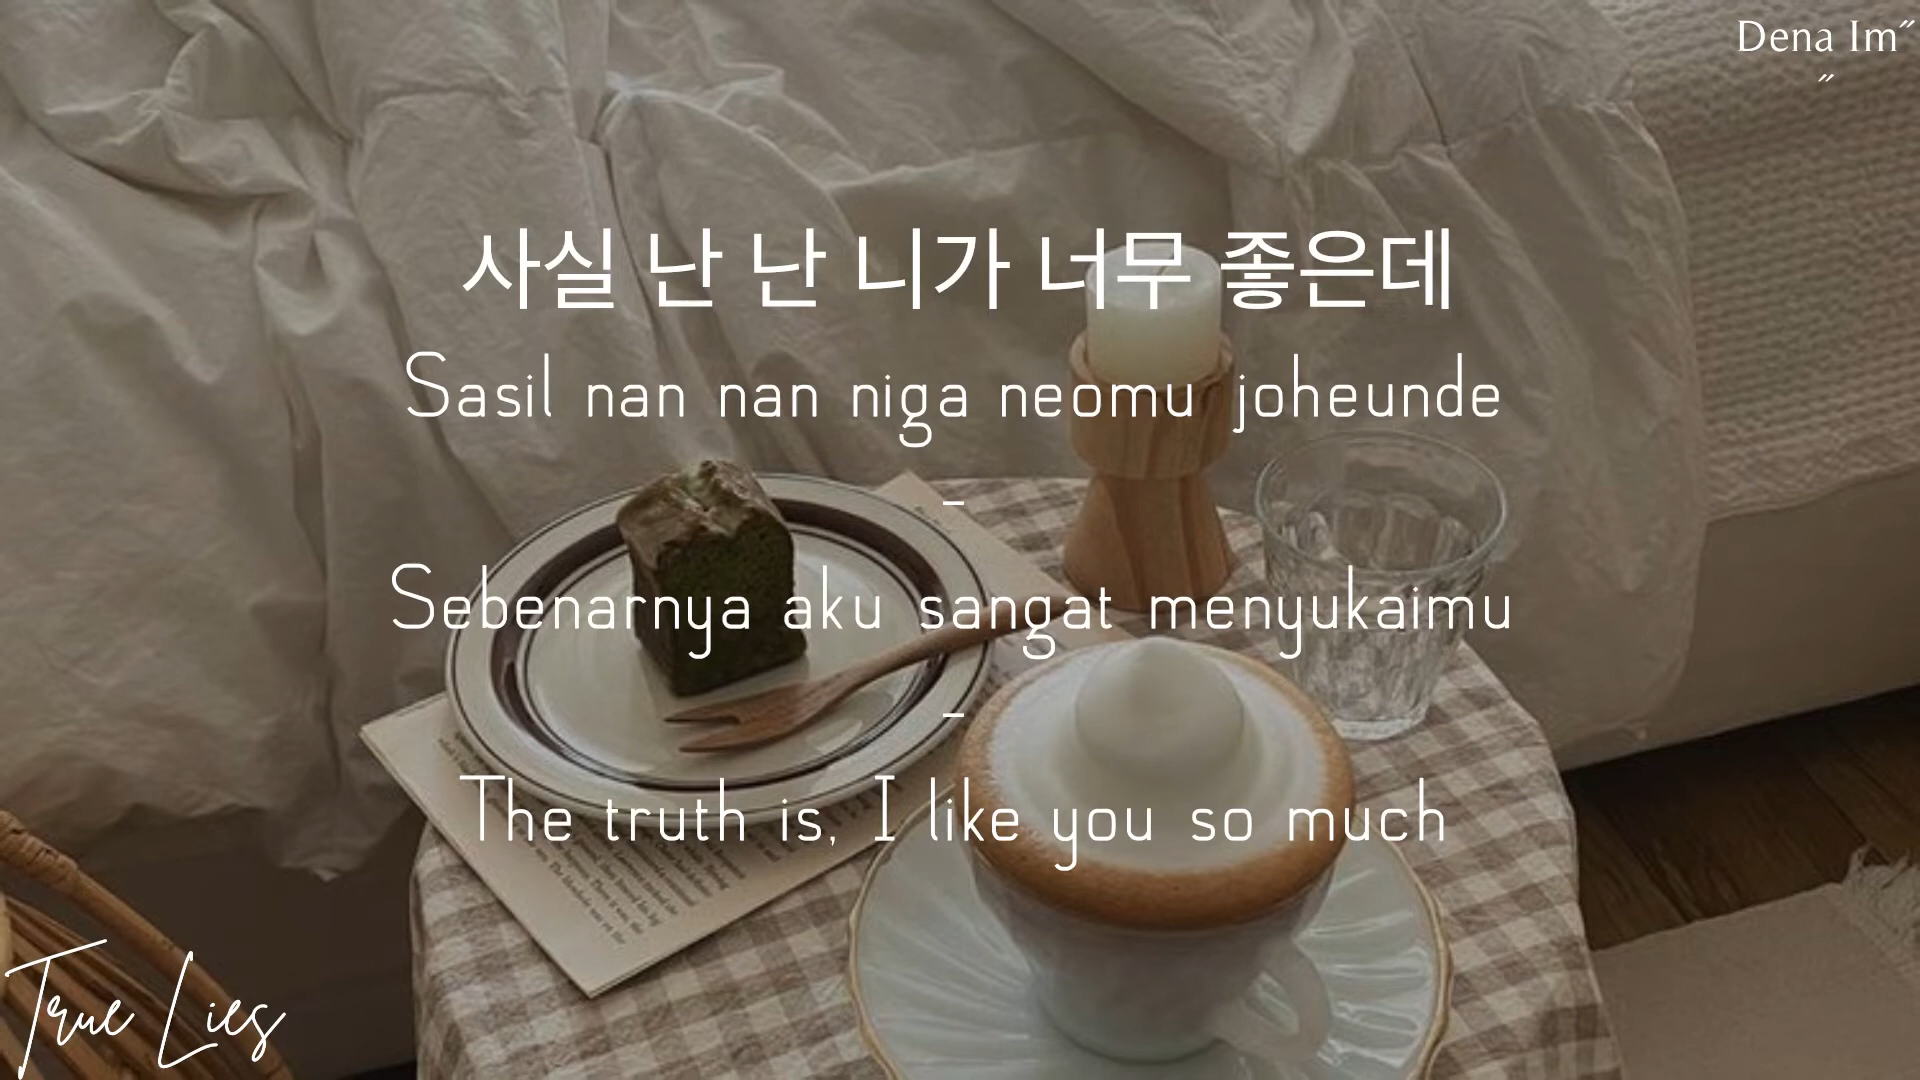 Dena Im˝
˝
사실 난 난 니가 너무 좋은데
Sasil nan nan niga neomu joheunde
-
Sebenarnya aku sangat menyukaimu
-
The truth is, I like you so much
True Lies